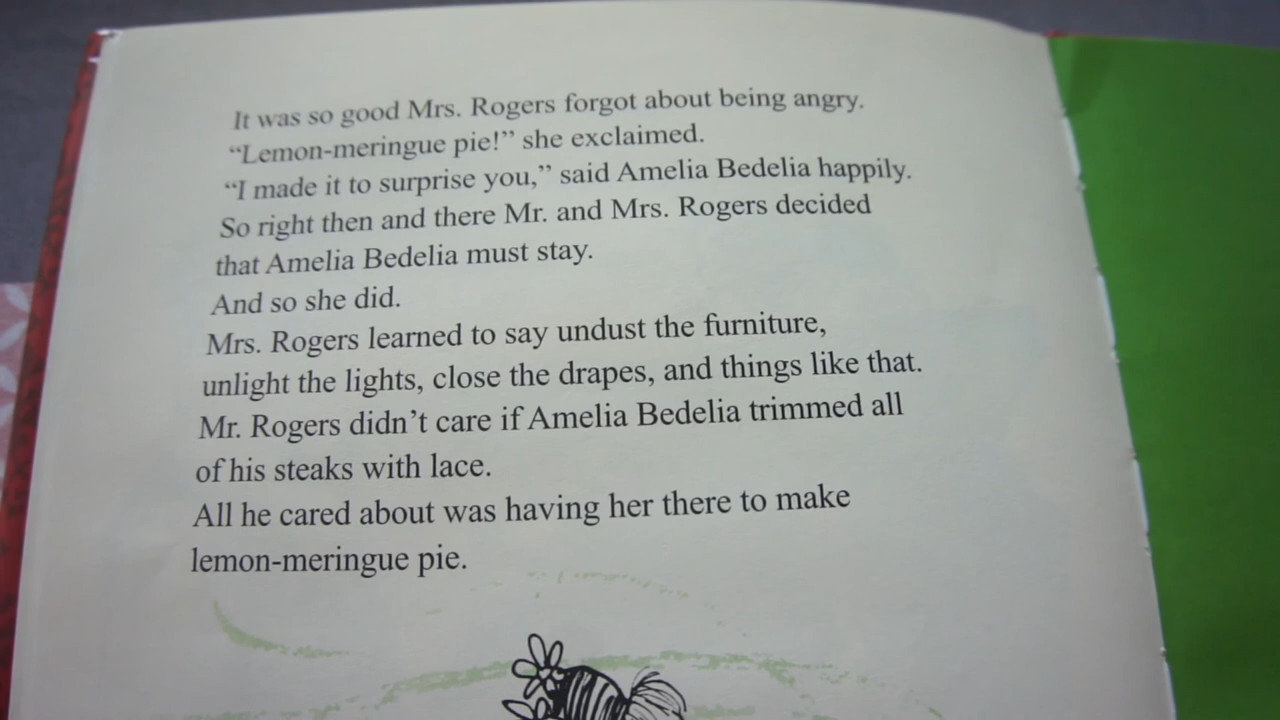 It was so good Mrs. Rogers forgot about being angry.
“Lemon-meringue pie!” she exclaimed.
“I made it to surprise you,” said Amelia Bedelia happily.
So right then and there Mr. and Mrs. Rogers decided
that Amelia Bedelia must stay.
And so she did.
Mrs. Rogers learned to say undust the furniture,
unlight the lights, close the drapes, and things like that.
Mr. Rogers didn’t care if Amelia Bedelia trimmed all
of his steaks with lace.
All he cared about was having her there to make
lemon-meringue pie.